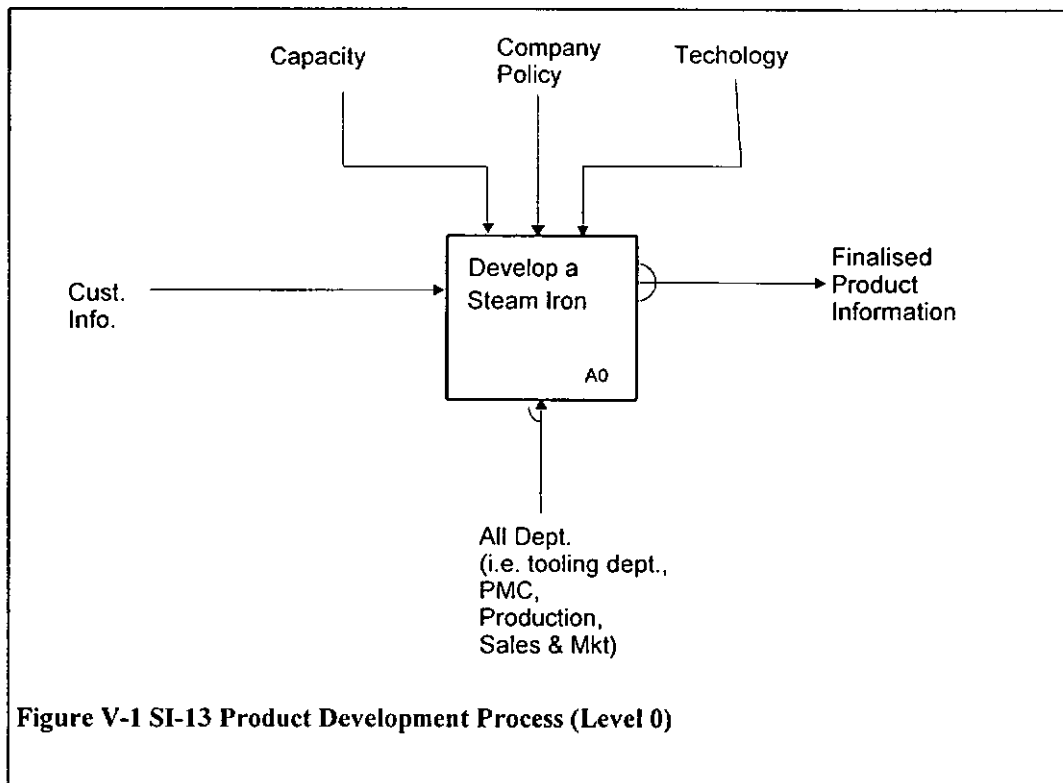 Capacity
Company
Policy
Techology
Develop a
Steam Iron
A0
Cust.
Info.
Finalised
Product
Information
All Dept.
(i.e. tooling dept.,
PMC,
Production,
Sales & Mkt)
Figure V-1 SI-13 Product Development Process (Level 0)